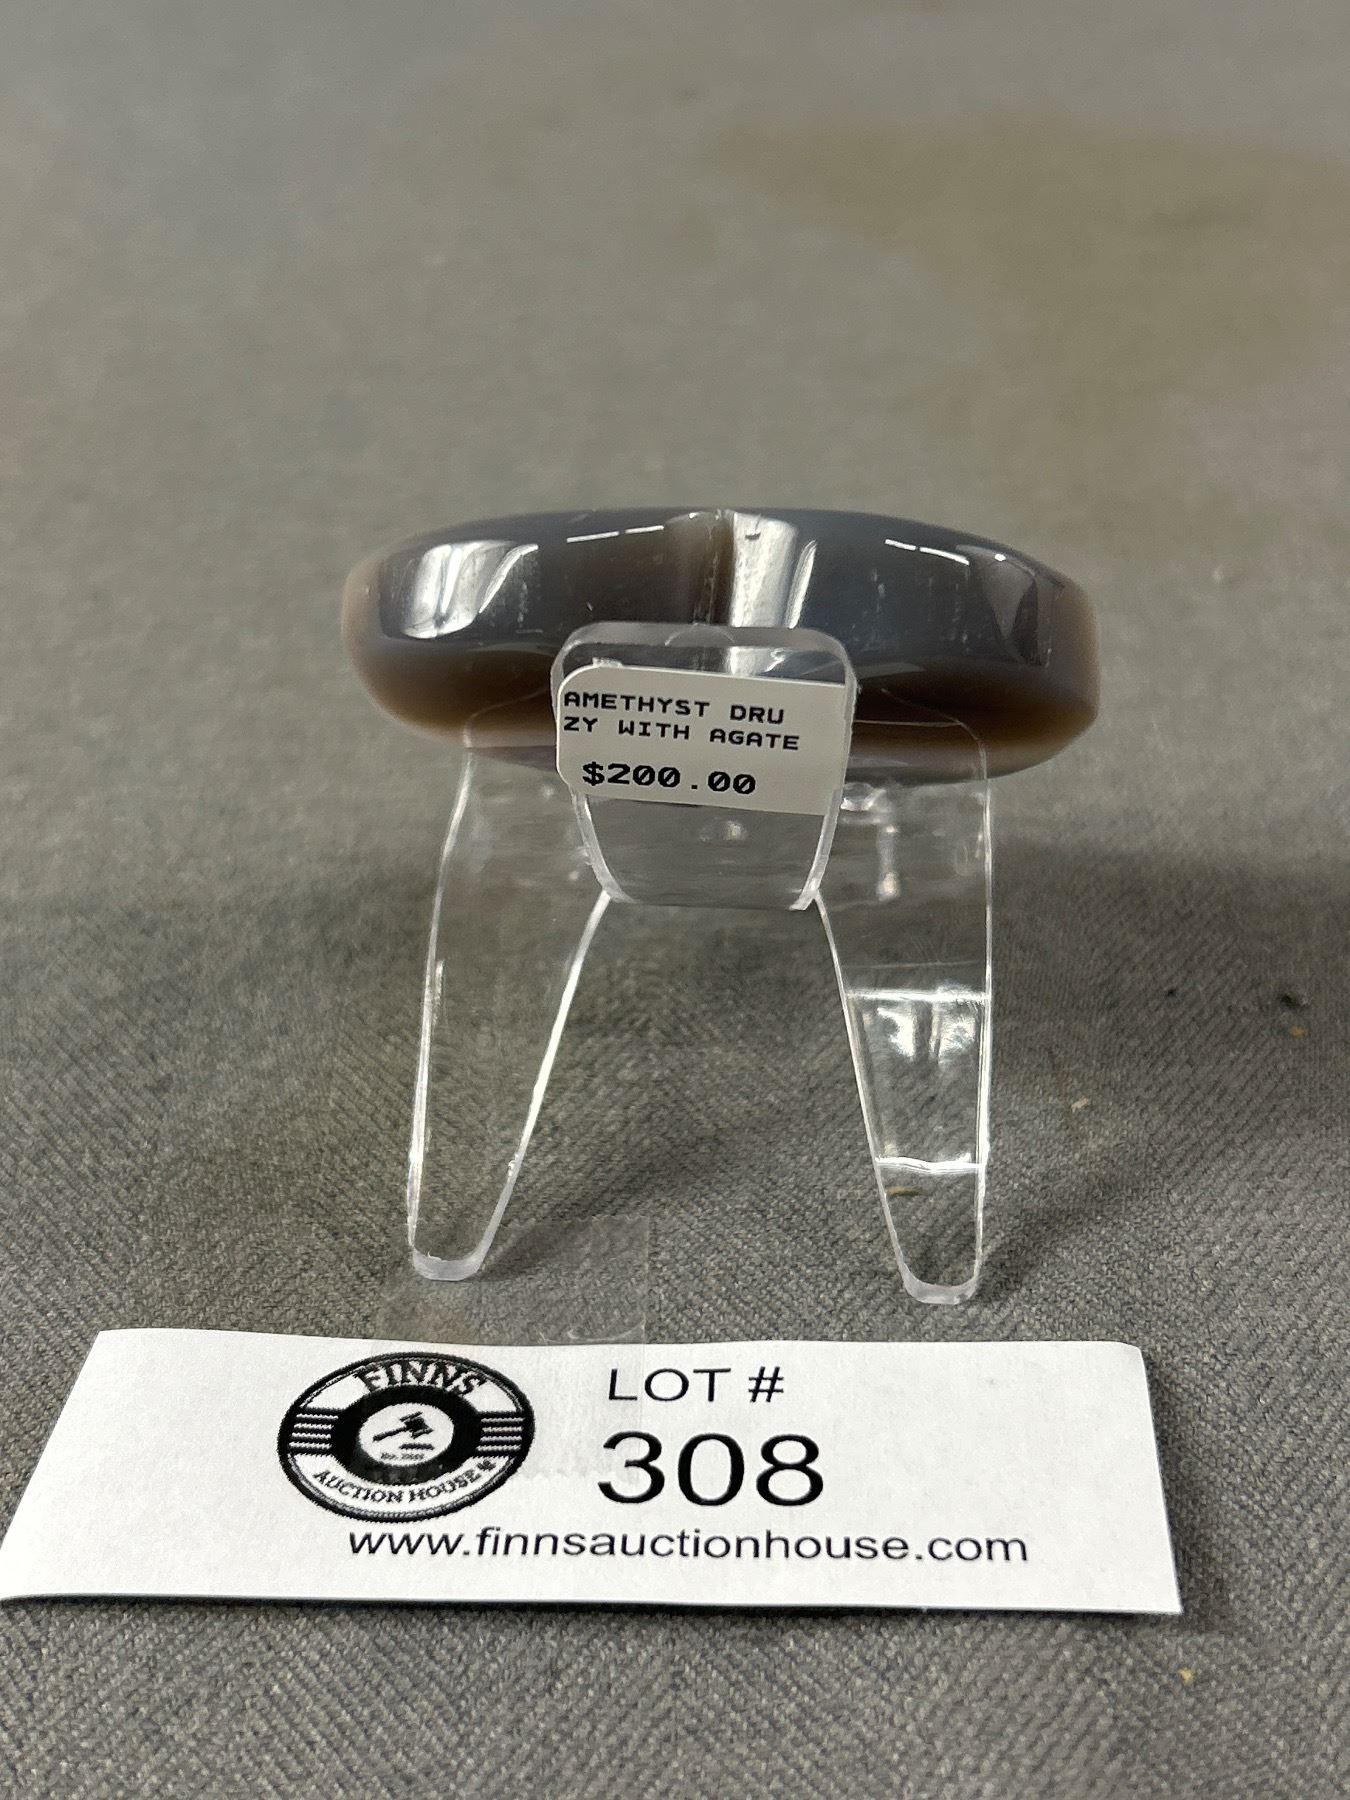 AMETHYST DRU
ZY WITH AGATE
$200.00
FINNS
AUCTION HOUSE
LOT #
308
www.finnsauctionhouse.com